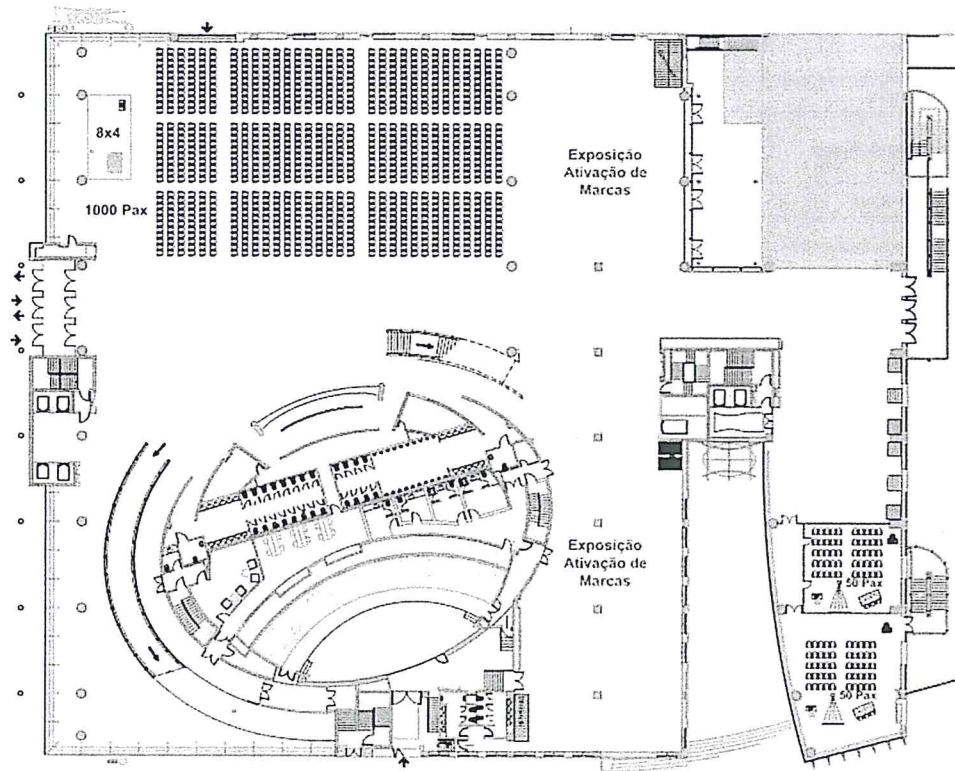 8x4
1000 Pax
Exposição
Ativação de
Marcas
Exposição
Ativação de
Marcas
50 Pax
50 Pax